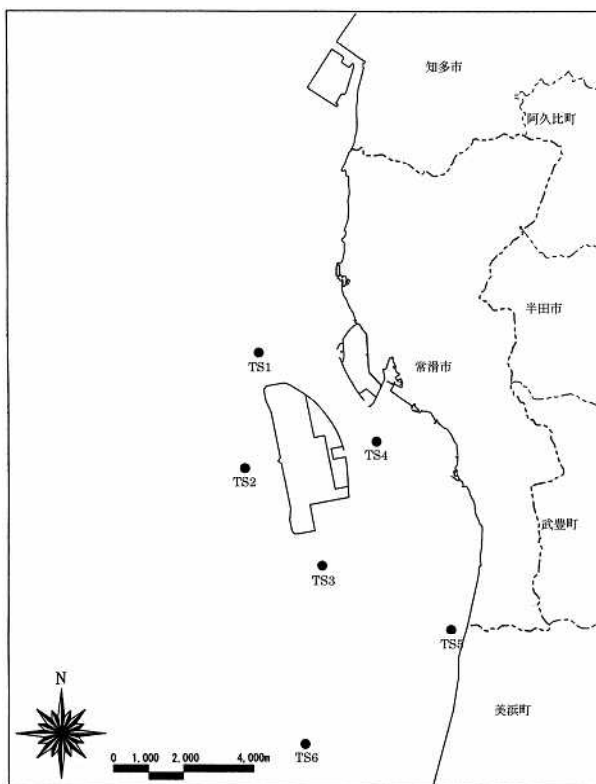 知多市
阿久比町
半田市
TS1
常滑市
TS4
TS2
武豊町
TS3
TS5
N
美浜町
0 1,000 2,000 4,000m
TS6